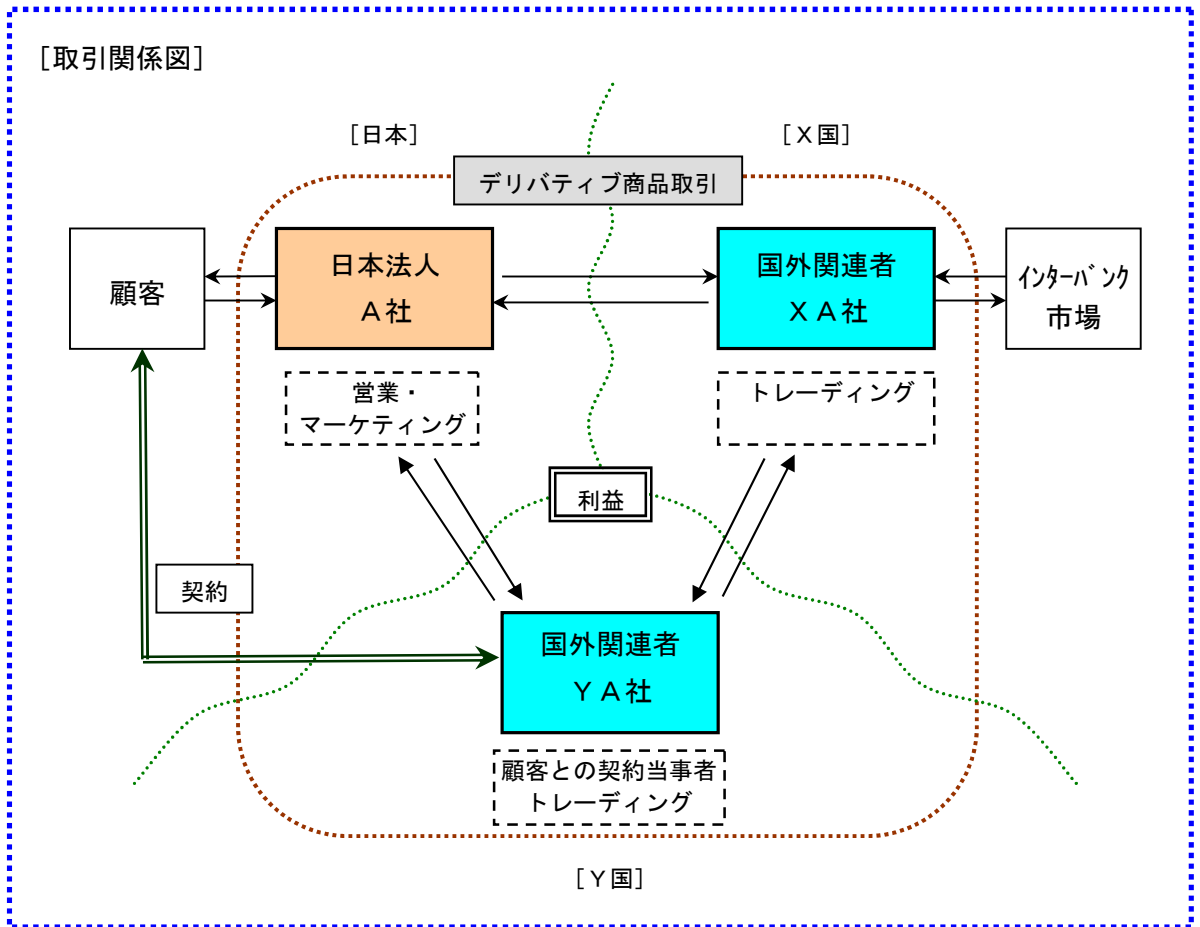 ［取引関係図］
［日本］
［Ｘ国］
デリバティブ商品取引
顧客
日本法人
Ａ社
国外関連者
ＸＡ社
ｲﾝﾀｰﾊﾞﾝｸ
市場
営業・
マーケティング
トレーディング
利益
契約
国外関連者
ＹＡ社
顧客との契約当事者
トレーディング
［Ｙ国］